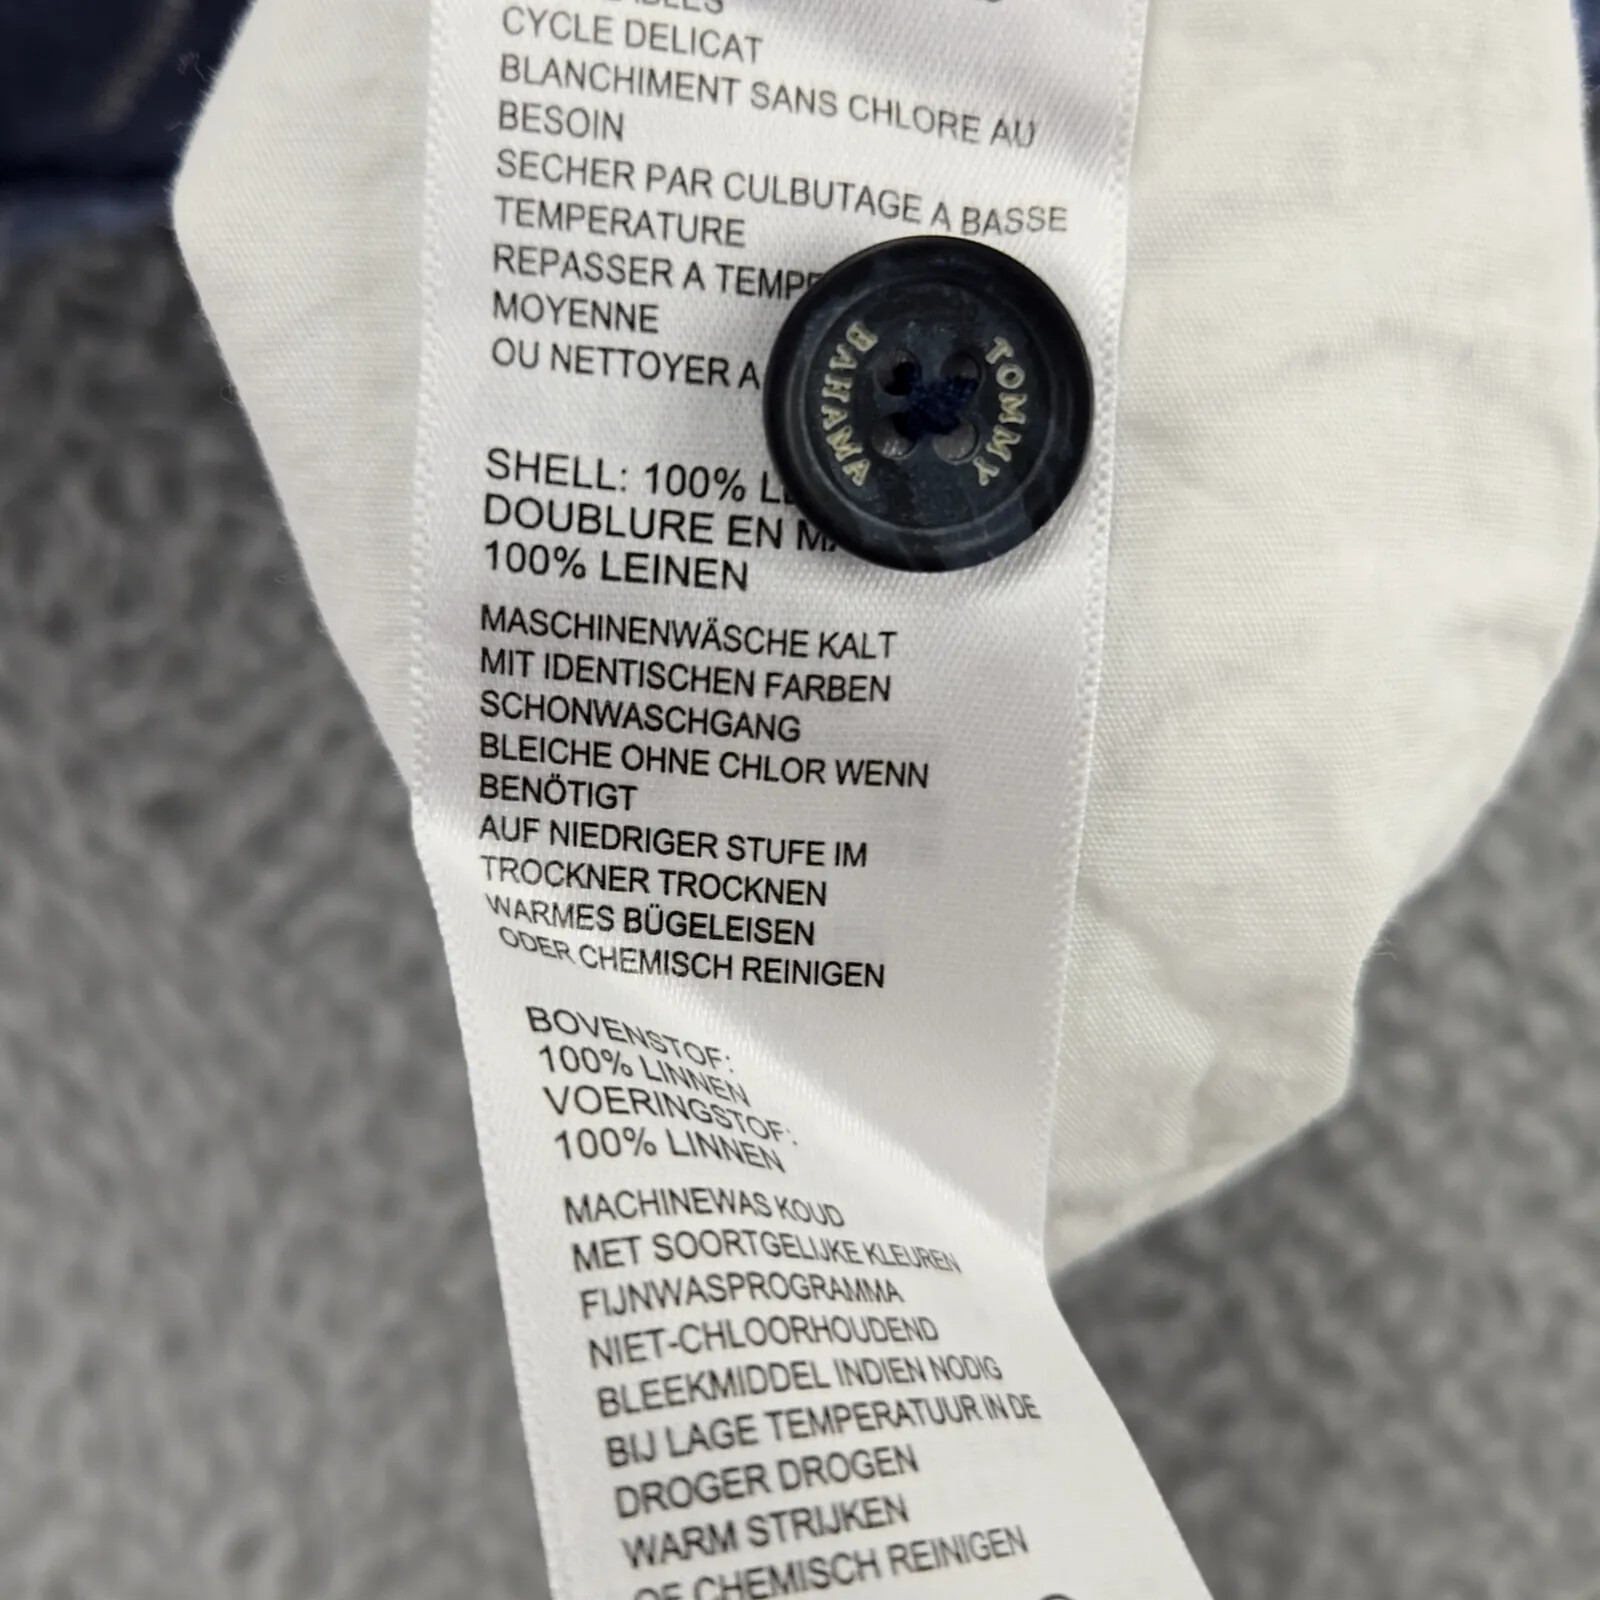 CYCLE DELICAT
BLANCHIMENT SANS CHLORE AU
BESOIN
SECHER PAR CULBUTAGE A BASSE
TEMPERATURE
REPASSER A
MOYENNE
OU NETTOYER A
TOMMY
BAHAMA
SHELL: 100%
DOUBLURE EN
100% LEINEN
MASCHINENWÄSCHE KALT
MIT IDENTISCHEN FARBEN
SCHONWASCHGANG
BLEICHE OHNE CHLOR WENN
BENÖTIGT
AUF NIEDRIGER STUFE IM
TROCKNER TROCKNEN
WARMES BÜGELEISEN
ODER CHEMISCH REINIGEN
BOVENSTOF:
100% LINNEN
VOERINGSTOF:
100% LINNEN
MACHINEWAS KOUD
MET SOORTGELIJKE KLEUREN
FIJNWASPROGRAMMA
NIET-CHLOORHOUDEND
BLEEKMIDDEL INDIEN NODIG
BIJ LAGE TEMPERATUUR IN DE
DROGER DROGEN
WARM STRIJKEN
OF CHEMISCH REINIGEN